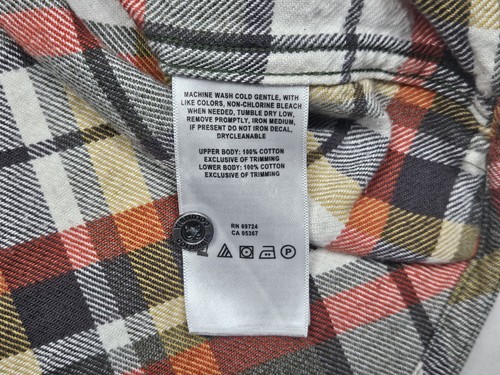 MACHINE WASH COLD GENTLE, WITH
LIKE COLORS, NON-CHLORINE BLEACH
WHEN NEEDED, TUMBLE DRY LOW,
REMOVE PROMPTLY, IRON MEDIUM,
IF PRESENT DO NOT IRON DECAL,
DRYCLEANABLE
UPPER BODY: 100% COTTON
EXCLUSIVE OF TRIMMING
LOWER BODY: 100% COTTON
EXCLUSIVE OF TRIMMING
RN 69724
CA 05367
P